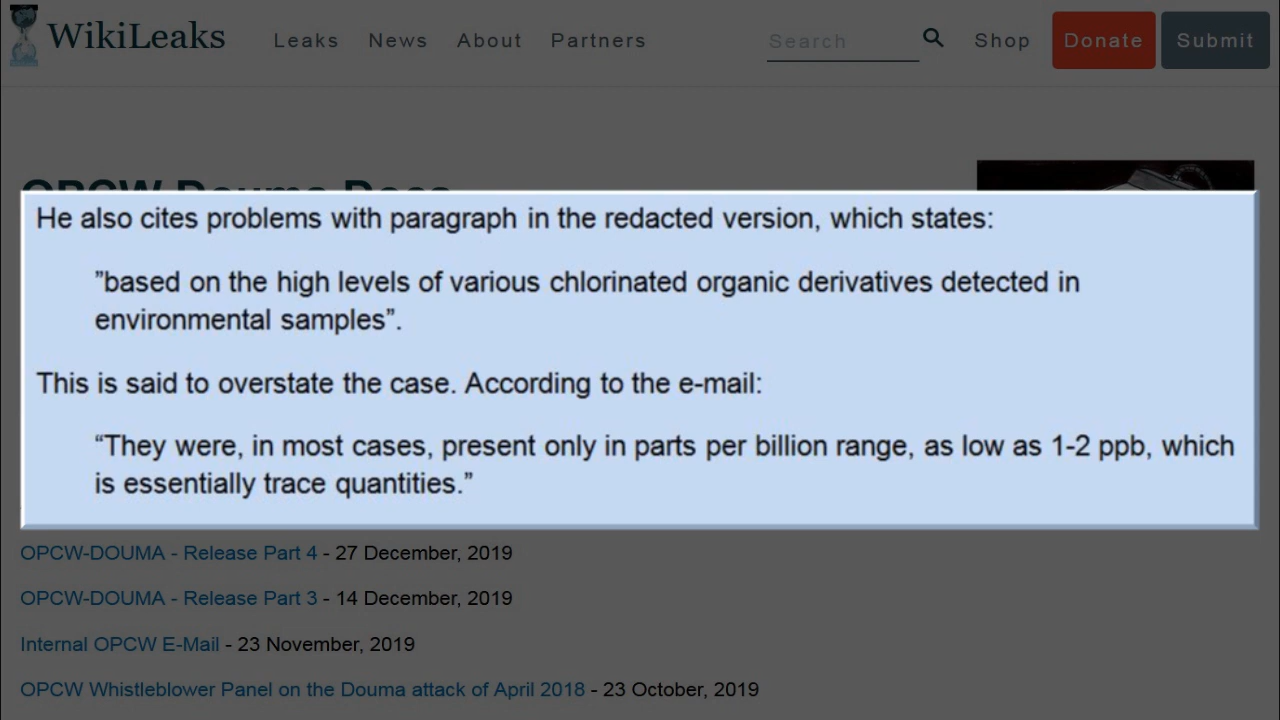 WikiLeaks Leaks News About Partners Search Shop Donate Submit
OPCW Douma Docs
He also cites problems with paragraph in the redacted version, which states:
”based on the high levels of various chlorinated organic derivatives detected in
environmental samples”.
This is said to overstate the case. According to the e-mail:
“They were, in most cases, present only in parts per billion range, as low as 1-2 ppb, which
is essentially trace quantities.”
OPCW-DOUMA - Release Part 4 - 27 December, 2019
OPCW-DOUMA - Release Part 3 - 14 December, 2019
Internal OPCW E-Mail - 23 November, 2019
OPCW Whistleblower Panel on the Douma attack of April 2018 - 23 October, 2019